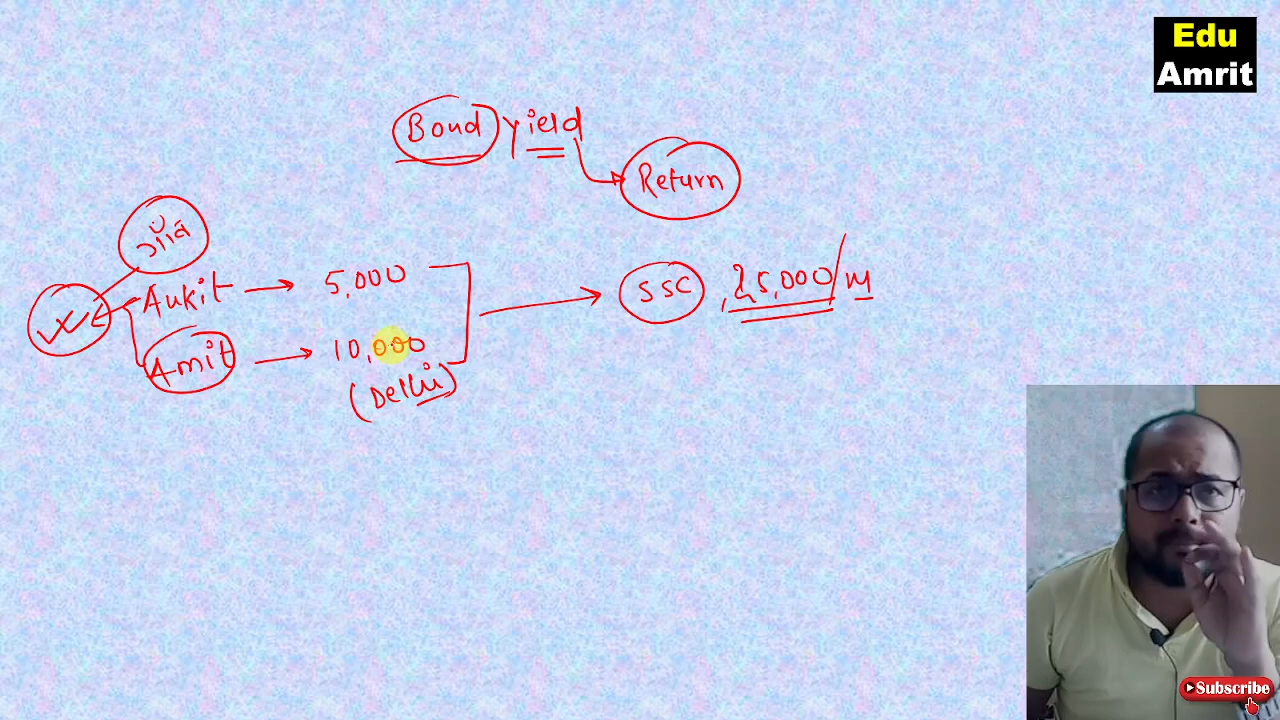 Edu
Amrit
Bond yield
Return
गाँव
Ankit → 5,000
SSC 25,000/m
Amit → 10,000
(Delhi)
Subscribe